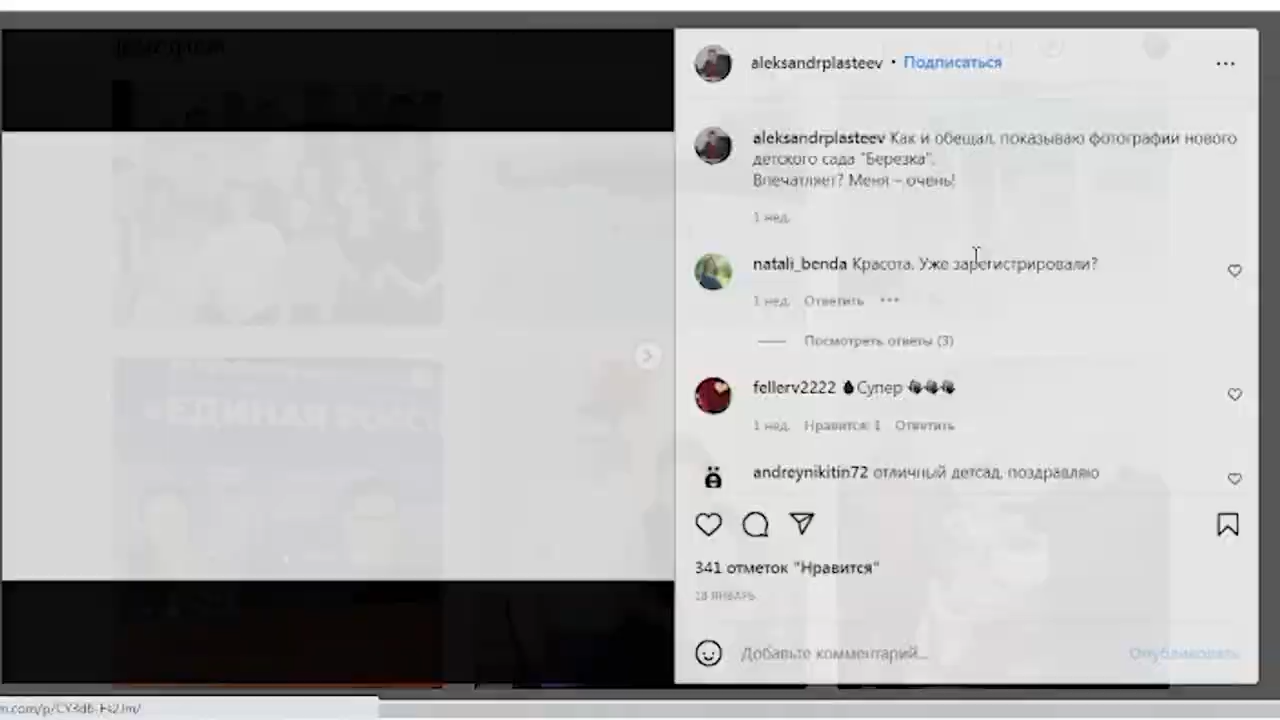 aleksandrplasteev • Подписаться
aleksandrplasteev Как и обещал, показываю фотографии нового
детского сада "Березка".
Впечатляет? Меня – очень!
1 нед.
natali_benda Красота. Уже зарегистрировали?
1 нед. Ответить
Посмотреть ответы (3)
fellerv2222 Супер
1 нед. Нравится: 1 Ответить
andreynikitin72 отличный детсад, поздравляю
«ЕДИНАЯ
341 отметок "Нравится"
18 ЯНВАРЬ
Добавьте комментарий... Опубликовать